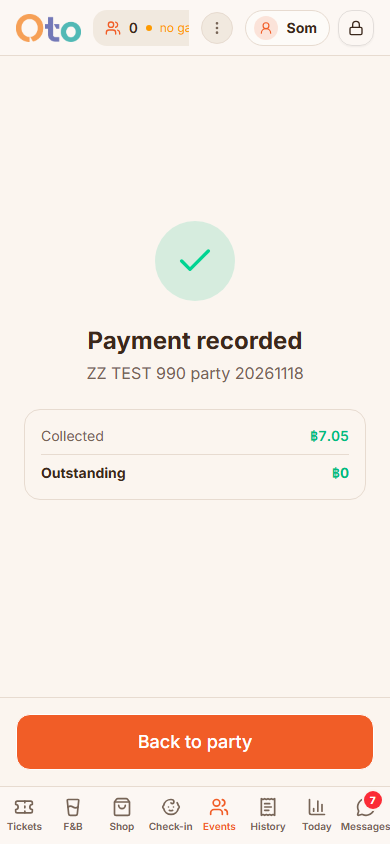 Oto
0 no ga
Som
Payment recorded
ZZ TEST 990 party 20261118
Collected ฿7.05
Outstanding ฿0
Back to party
7
Tickets F&B Shop Check-in Events History Today Messages